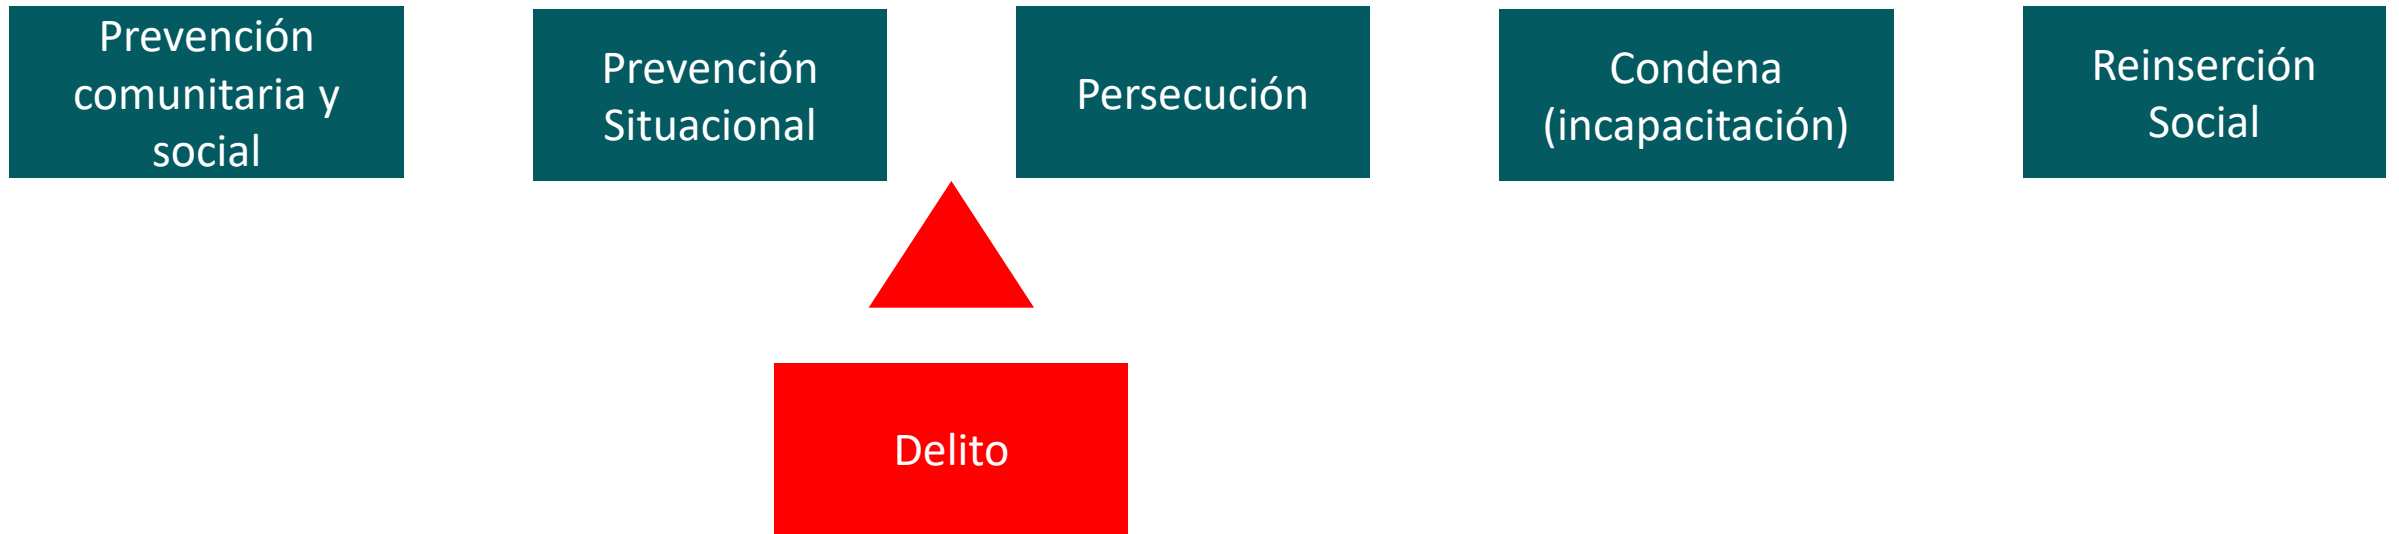 Prevención
comunitaria y
social
Prevención
Situacional
Persecución
Condena
(incapacitación)
Reinserción
Social
Delito